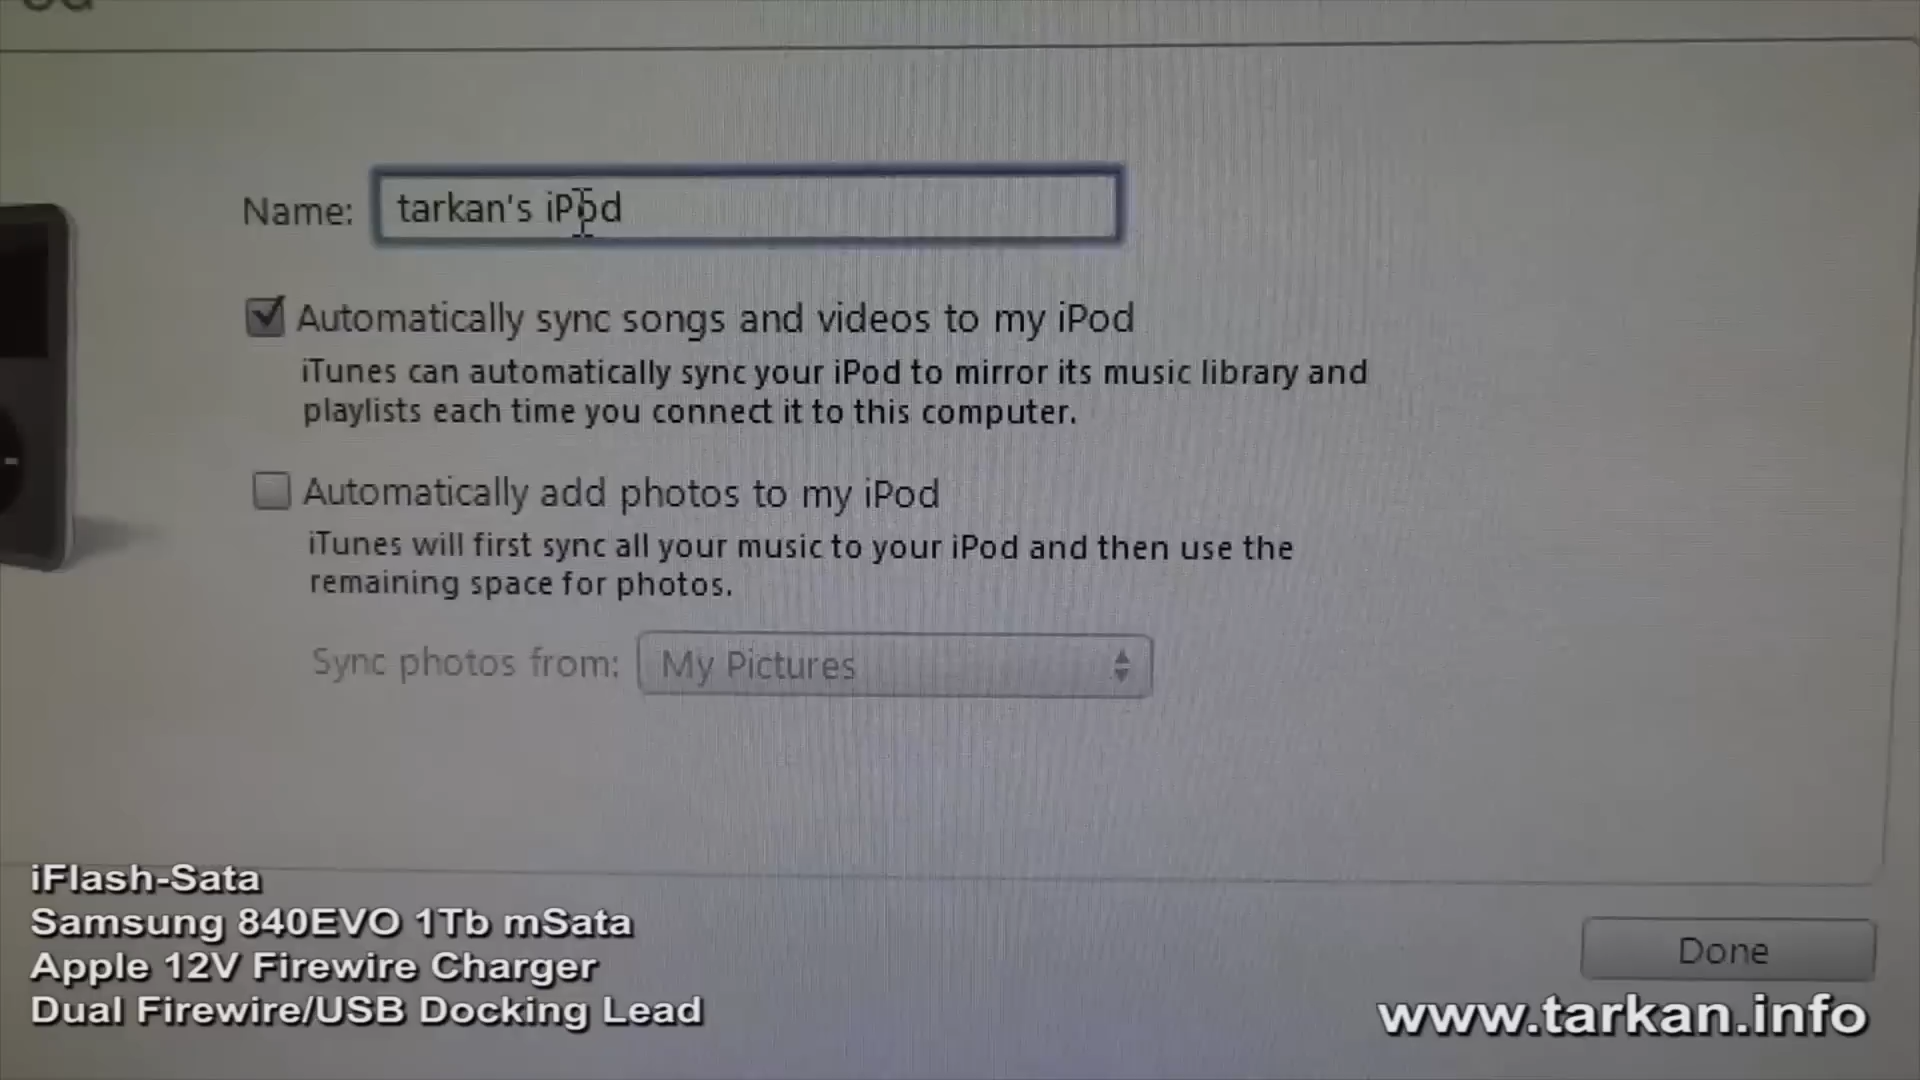 Name: tarkan's iPod
Automatically sync songs and videos to my iPod
iTunes can automatically sync your iPod to mirror its music library and
playlists each time you connect it to this computer.
Automatically add photos to my iPod
iTunes will first sync all your music to your iPod and then use the
remaining space for photos.
Sync photos from: My Pictures
iFlash-Sata
Samsung 840EVO 1Tb mSata
Apple 12V Firewire Charger
Dual Firewire/USB Docking Lead
Done
www.tarkan.info